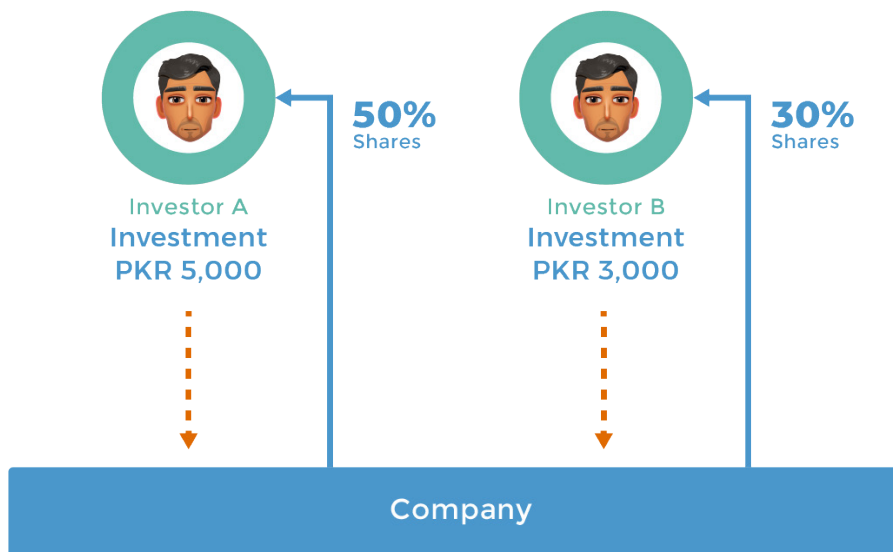 50%
Shares
Investor A
Investment
PKR 5,000
30%
Shares
Investor B
Investment
PKR 3,000
Company